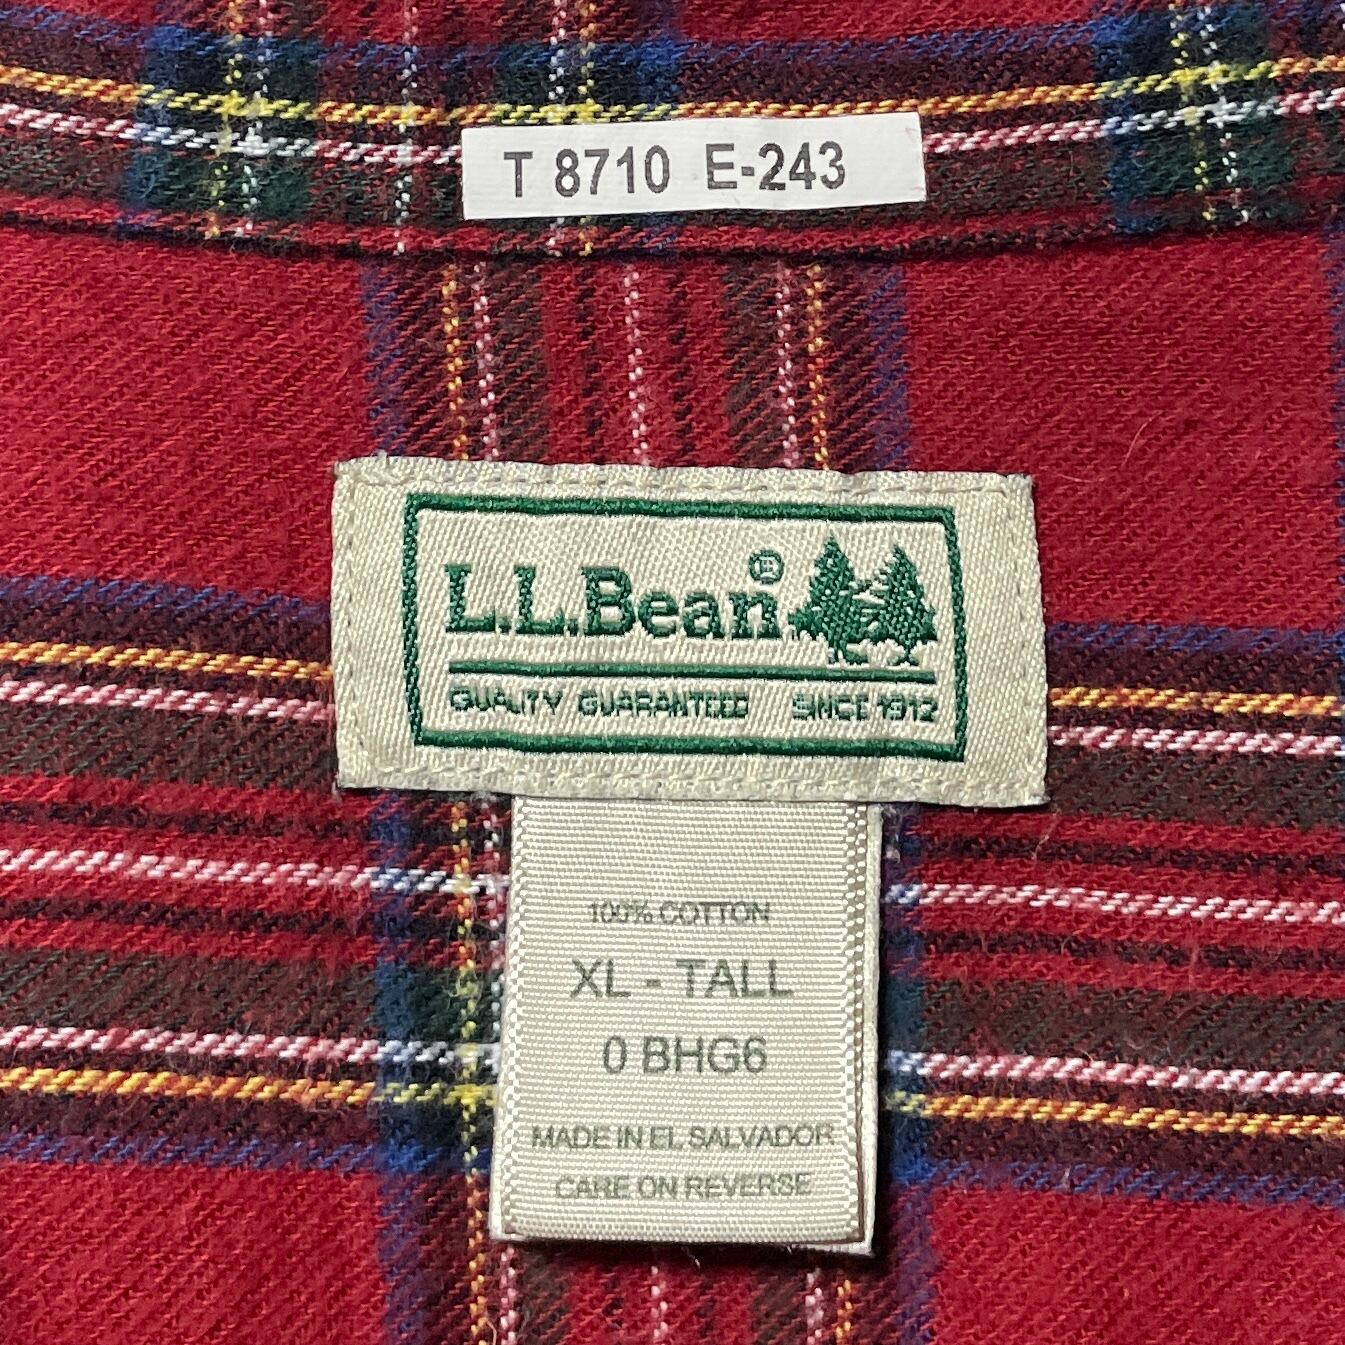 T 8710 E-243
L.L.Bean®
QUALITY GUARANTEED SINCE 1912
100% COTTON
XL - TALL
0 BHG6
MADE IN EL SALVADOR
CARE ON REVERSE